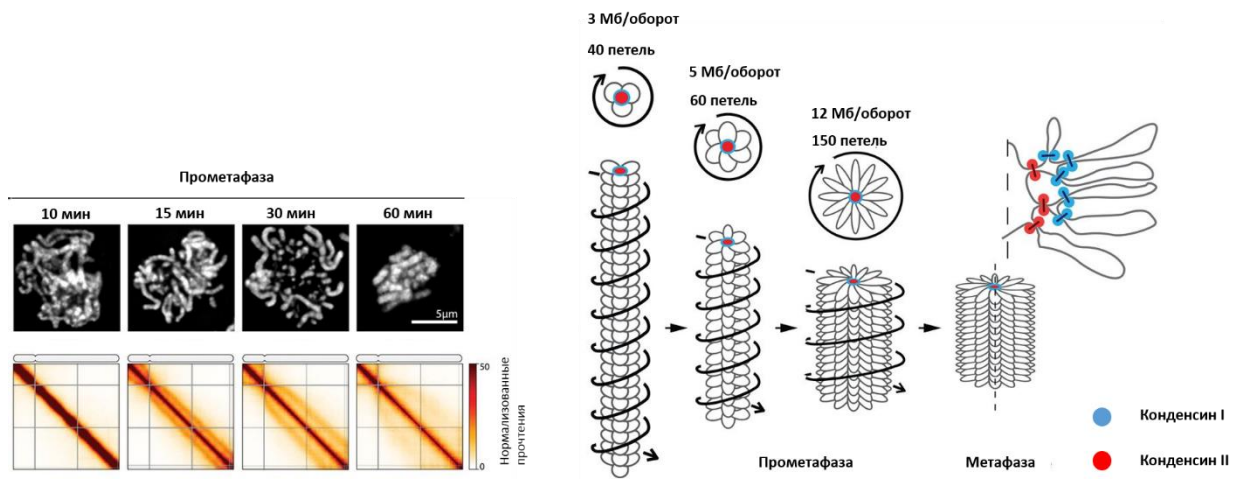 Прометафаза
10 мин 15 мин 30 мин 60 мин
5µm
50
0
Нормализованные
прочтения
3 Мб/оборот
40 петель
5 Мб/оборот
60 петель
12 Мб/оборот
150 петель
Прометафаза
Метафаза
Конденсин I
Конденсин II